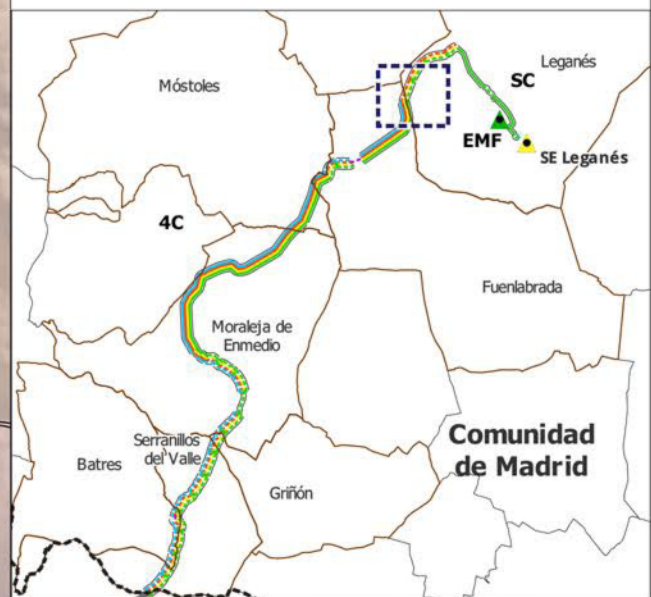 Leganés
SC
Móstoles
EMF
SE Leganés
4C
Fuenlabrada
Moraleja de
Enmedio
Comunidad
de Madrid
Serranillos
del Valle
Batres
Griñón